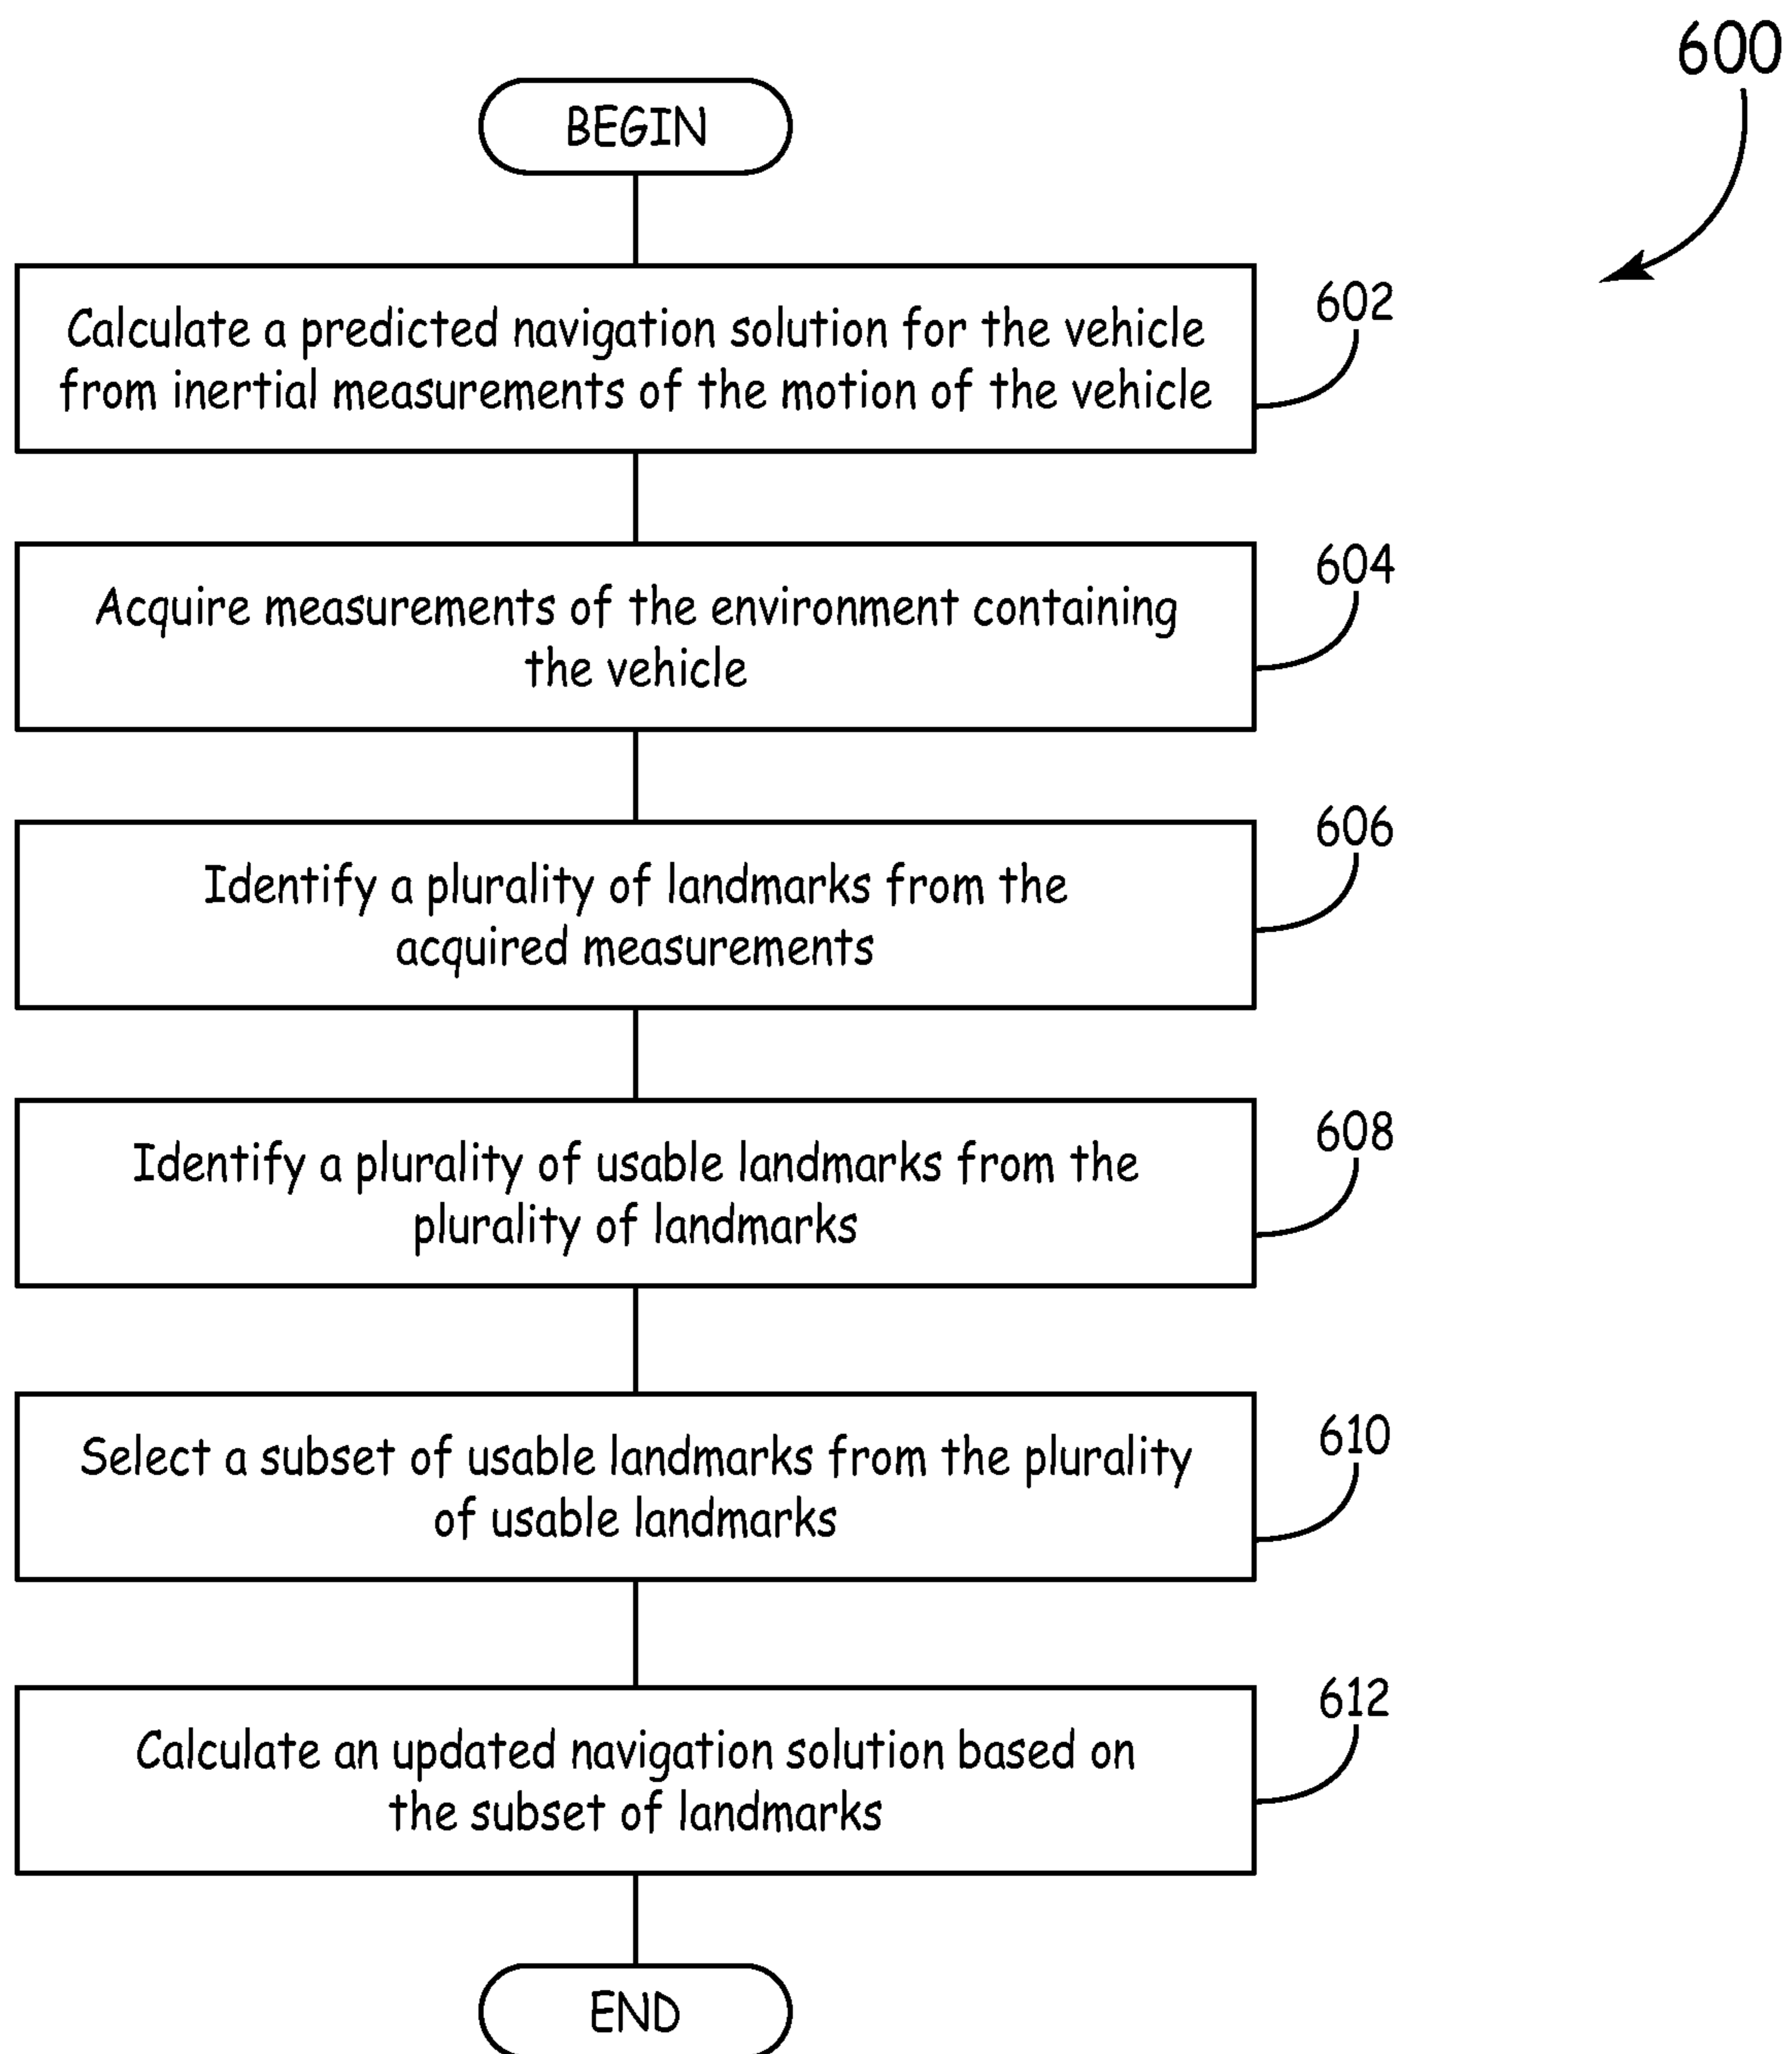 600
BEGIN
Calculate a predicted navigation solution for the vehicle
from inertial measurements of the motion of the vehicle
602
Acquire measurements of the environment containing
the vehicle
604
Identify a plurality of landmarks from the
acquired measurements
606
Identify a plurality of usable landmarks from the
plurality of landmarks
608
Select a subset of usable landmarks from the plurality
of usable landmarks
610
Calculate an updated navigation solution based on
the subset of landmarks
612
END